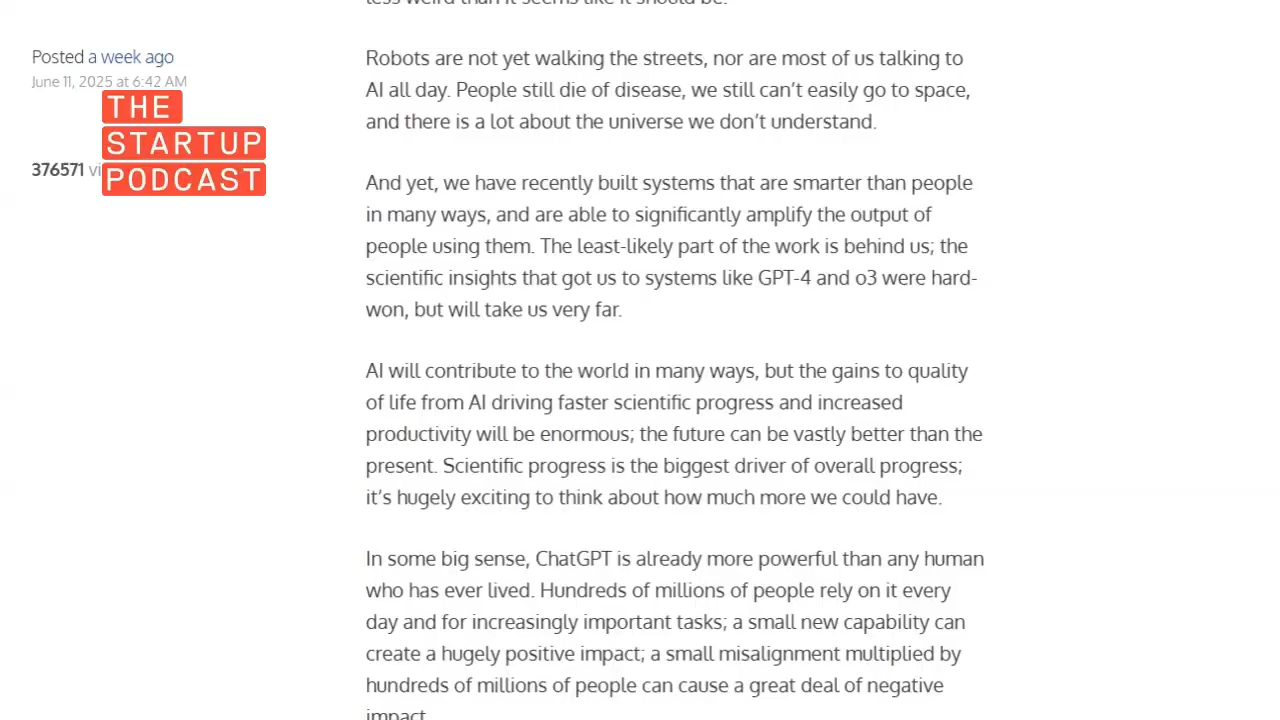 less weird than it seems like it should be.
Posted a week ago
June 11, 2025 at 6:42 AM
THE
STARTUP
PODCAST
376571
Robots are not yet walking the streets, nor are most of us talking to
AI all day. People still die of disease, we still can’t easily go to space,
and there is a lot about the universe we don’t understand.
And yet, we have recently built systems that are smarter than people
in many ways, and are able to significantly amplify the output of
people using them. The least-likely part of the work is behind us; the
scientific insights that got us to systems like GPT-4 and o3 were hard-
won, but will take us very far.
AI will contribute to the world in many ways, but the gains to quality
of life from AI driving faster scientific progress and increased
productivity will be enormous; the future can be vastly better than the
present. Scientific progress is the biggest driver of overall progress;
it’s hugely exciting to think about how much more we could have.
In some big sense, ChatGPT is already more powerful than any human
who has ever lived. Hundreds of millions of people rely on it every
day and for increasingly important tasks; a small new capability can
create a hugely positive impact; a small misalignment multiplied by
hundreds of millions of people can cause a great deal of negative
impact.